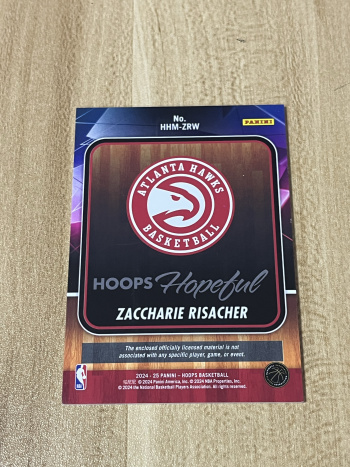 No.
HHM-ZRW
PANINI
ATLANTA HAWKS
BASKETBALL
HOOPS Hopeful
ZACCHARIE RISACHER
The enclosed officially licensed material is not
associated with any specific player, game, or event.
2024 - 25 PANINI – HOOPS BASKETBALL
© 2024 Panini America, Inc. © 2024 NBA Properties, Inc.
© 2024 the National Basketball Players Association. All rights reserved.